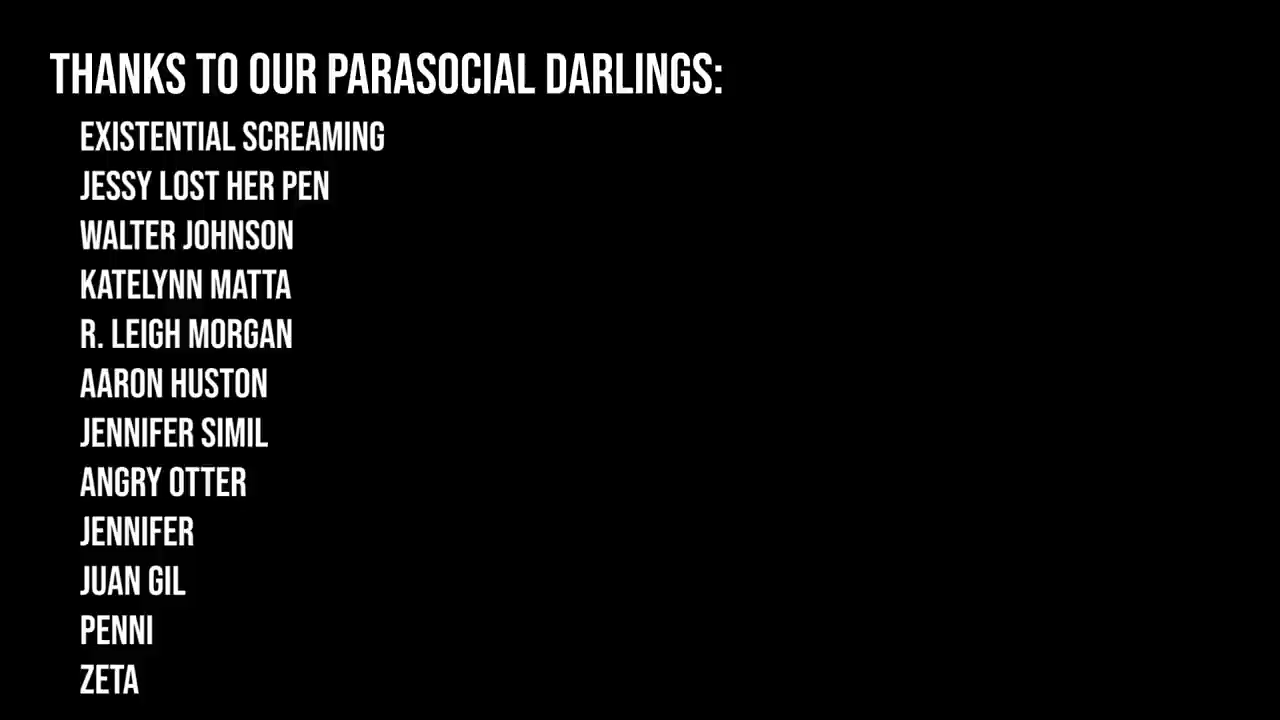 THANKS TO OUR PARASOCIAL DARLINGS:
EXISTENTIAL SCREAMING
JESSY LOST HER PEN
WALTER JOHNSON
KATELYNN MATTA
R. LEIGH MORGAN
AARON HUSTON
JENNIFER SIMIL
ANGRY OTTER
JENNIFER
JUAN GIL
PENNI
ZETA